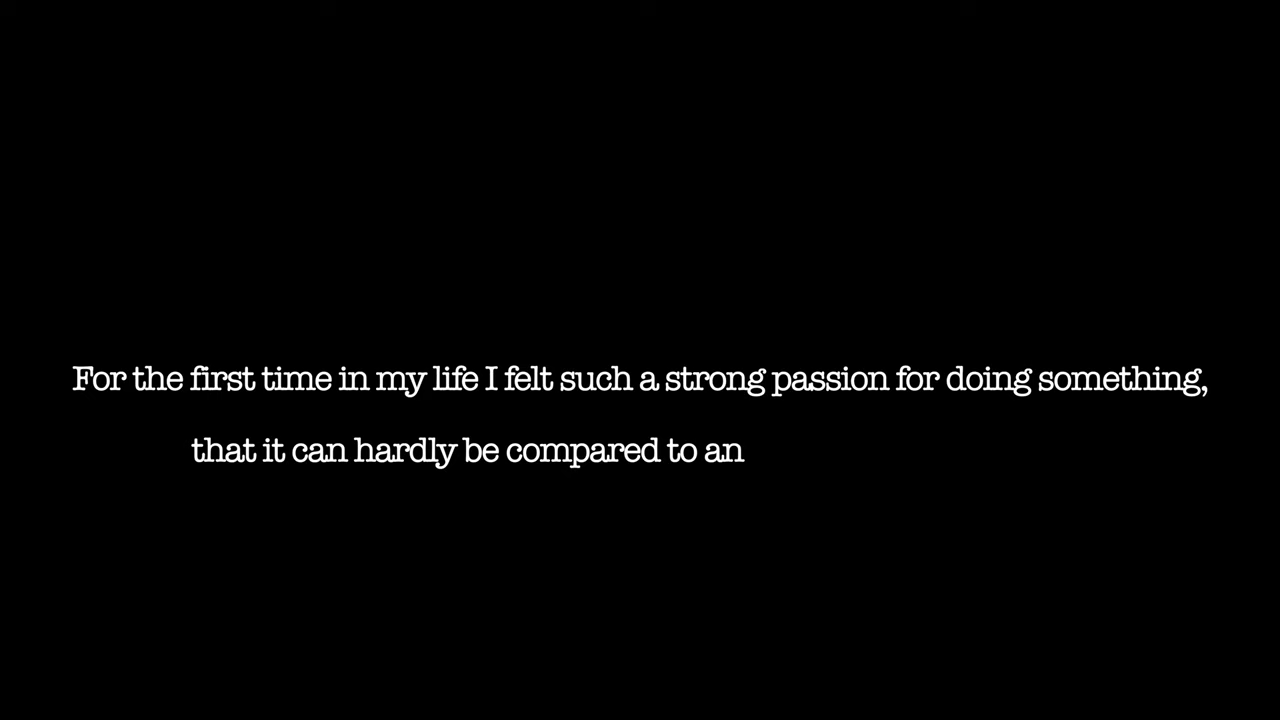 For the first time in my life I felt such a strong passion for doing something,
that it can hardly be compared to an